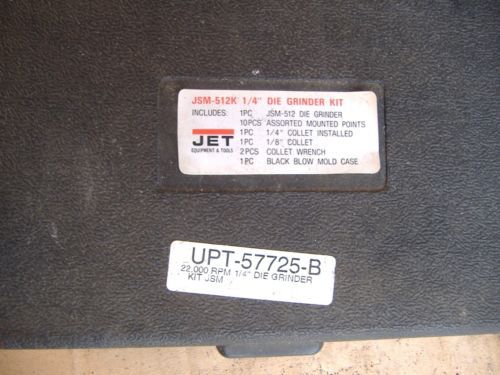 JSM-512K 1/4" DIE GRINDER KIT
INCLUDES: 1PC JSM-512 DIE GRINDER
10PCS ASSORTED MOUNTED POINTS
1PC 1/4" COLLET INSTALLED
1PC 1/8" COLLET
2PCS COLLET WRENCH
1PC BLACK BLOW MOLD CASE
JET
EQUIPMENT & TOOLS
UPT-57725-B
22,000 RPM 1/4" DIE GRINDER
KIT JSM